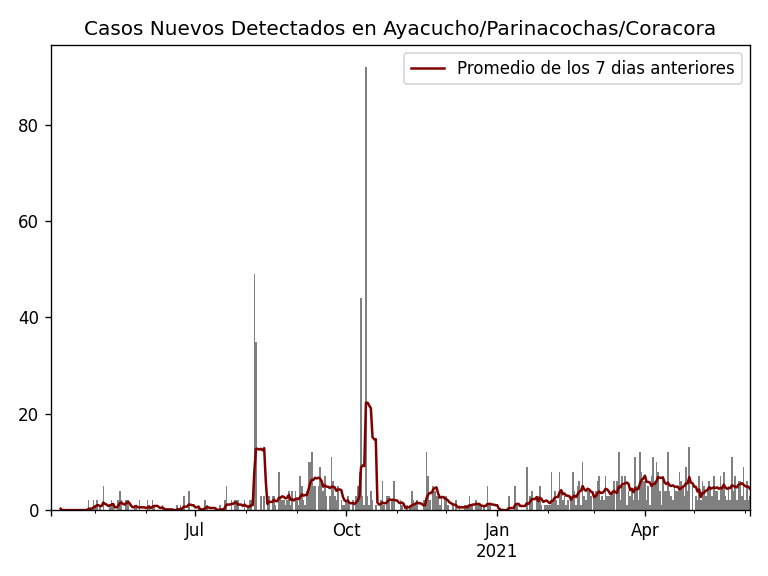 Casos Nuevos Detectados en Ayacucho/Parinacochas/Coracora
Promedio de los 7 dias anteriores
80
60
40
20
0
Jul
Oct
Jan
Apr
2021